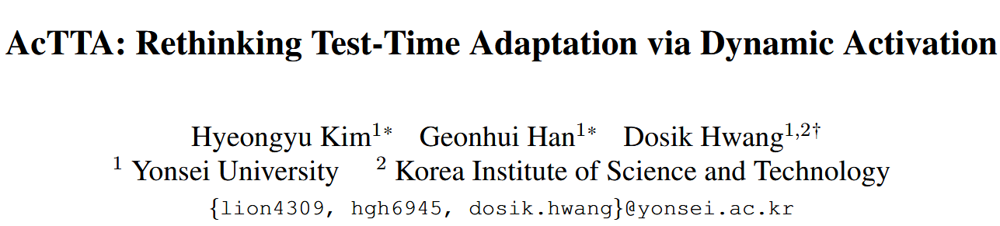 AcTTA: Rethinking Test-Time Adaptation via Dynamic Activation
Hyeongyu Kim¹* Geonhui Han¹* Dosik Hwang¹,²†
¹ Yonsei University ² Korea Institute of Science and Technology
{lion4309, hgh6945, dosik.hwang}@yonsei.ac.kr